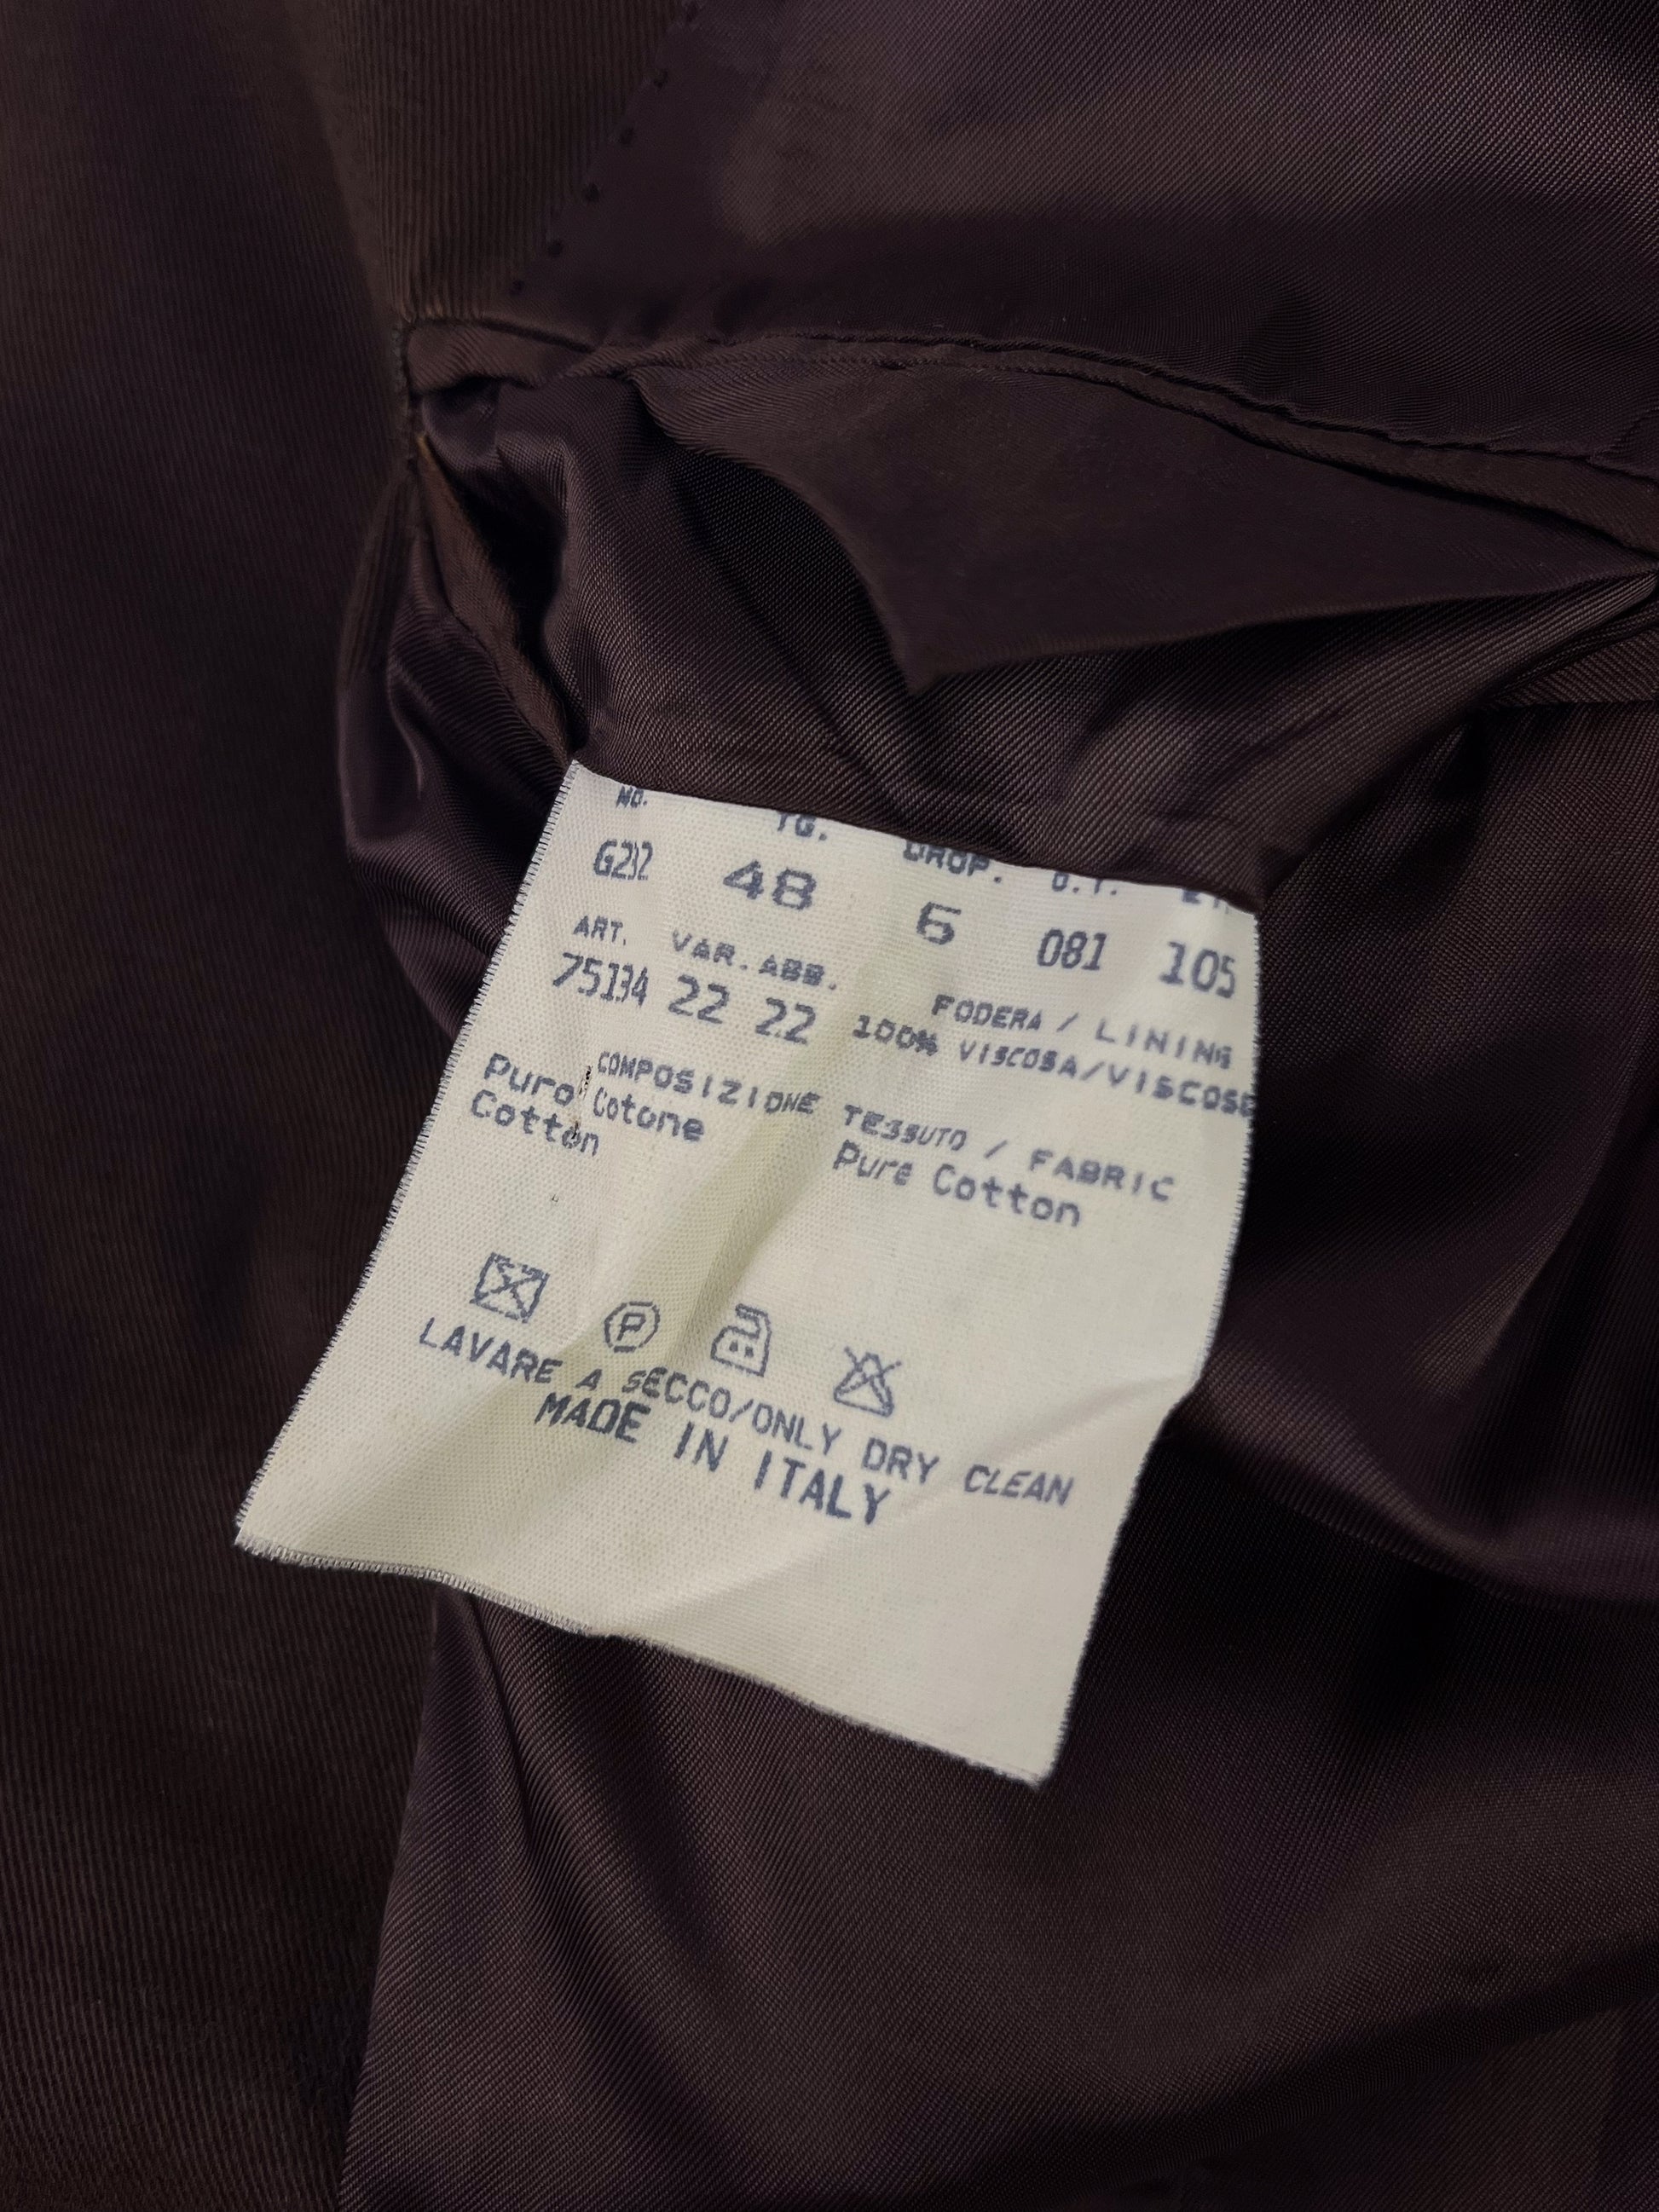 MO. TG. DROP. O.T.
G232 48 6 081 105
ART. VAR. ABB. FODERA / LINING
75134 22 22 100% VISCOSA/VISCOSE
COMPOSIZIONE TESSUTO / FABRIC
Puro Cotone Pure Cotton
Cotton
P
LAVARE A SECCO/ONLY DRY CLEAN
MADE IN ITALY